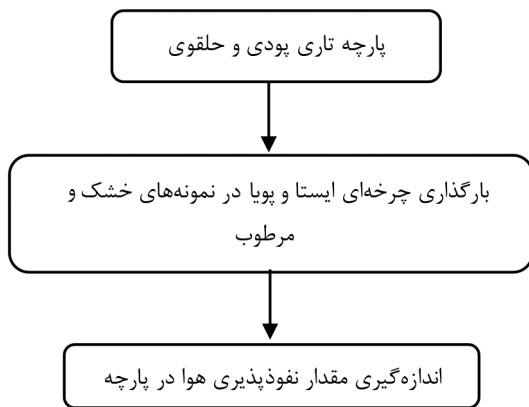 پارچه تاری پودی و حلقوی
بارگذاری چرخه‌ای ایستا و پویا در نمونه‌های خشک و
مرطوب
اندازه‌گیری مقدار نفوذپذیری هوا در پارچه